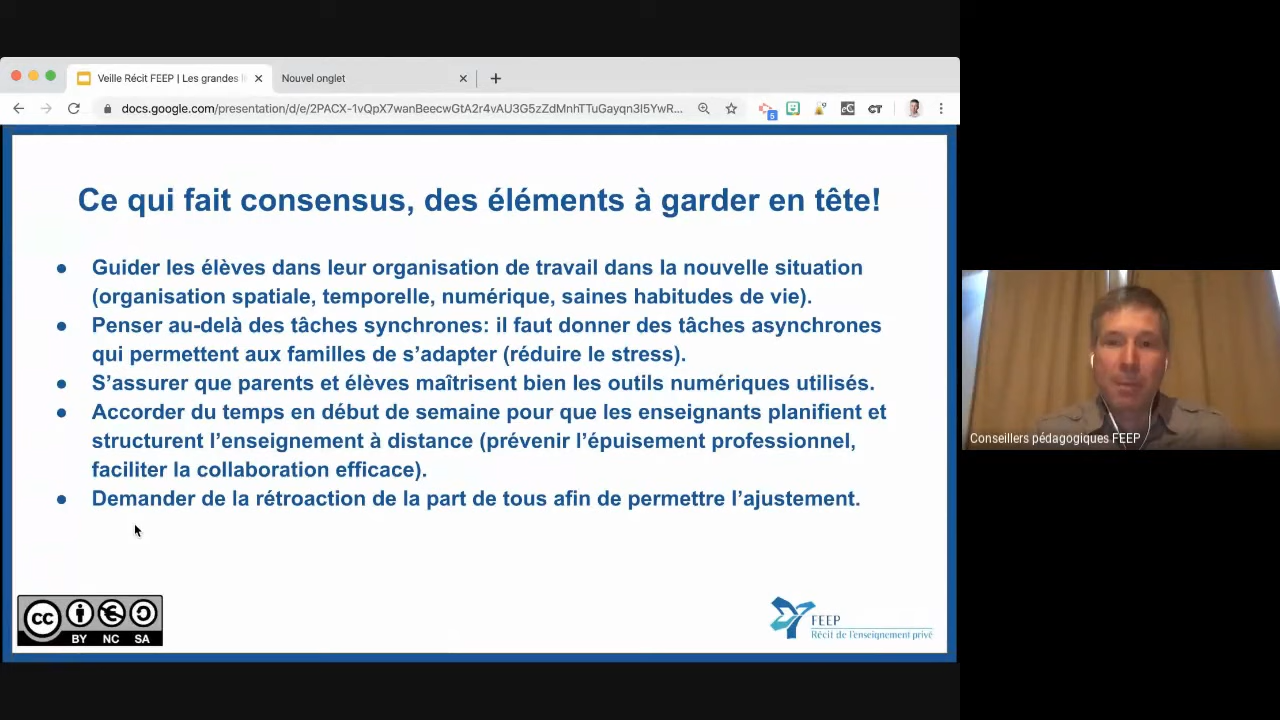 Veille Récit FEEP | Les grandes l
Nouvel onglet
docs.google.com/presentation/d/e/2PACX-1vQpX7wanBeecwGtA2r4vAU3G5zZdMnhTTuGayqn3I5YwR...
5
Ce qui fait consensus, des éléments à garder en tête!
● Guider les élèves dans leur organisation de travail dans la nouvelle situation
(organisation spatiale, temporelle, numérique, saines habitudes de vie).
● Penser au-delà des tâches synchrones: il faut donner des tâches asynchrones
qui permettent aux familles de s’adapter (réduire le stress).
● S’assurer que parents et élèves maîtrisent bien les outils numériques utilisés.
● Accorder du temps en début de semaine pour que les enseignants planifient et
structurent l’enseignement à distance (prévenir l’épuisement professionnel,
faciliter la collaboration efficace).
● Demander de la rétroaction de la part de tous afin de permettre l’ajustement.
Conseillers pédagogiques FEEP
cc
BY NC SA
FEEP
Récit de l'enseignement privé